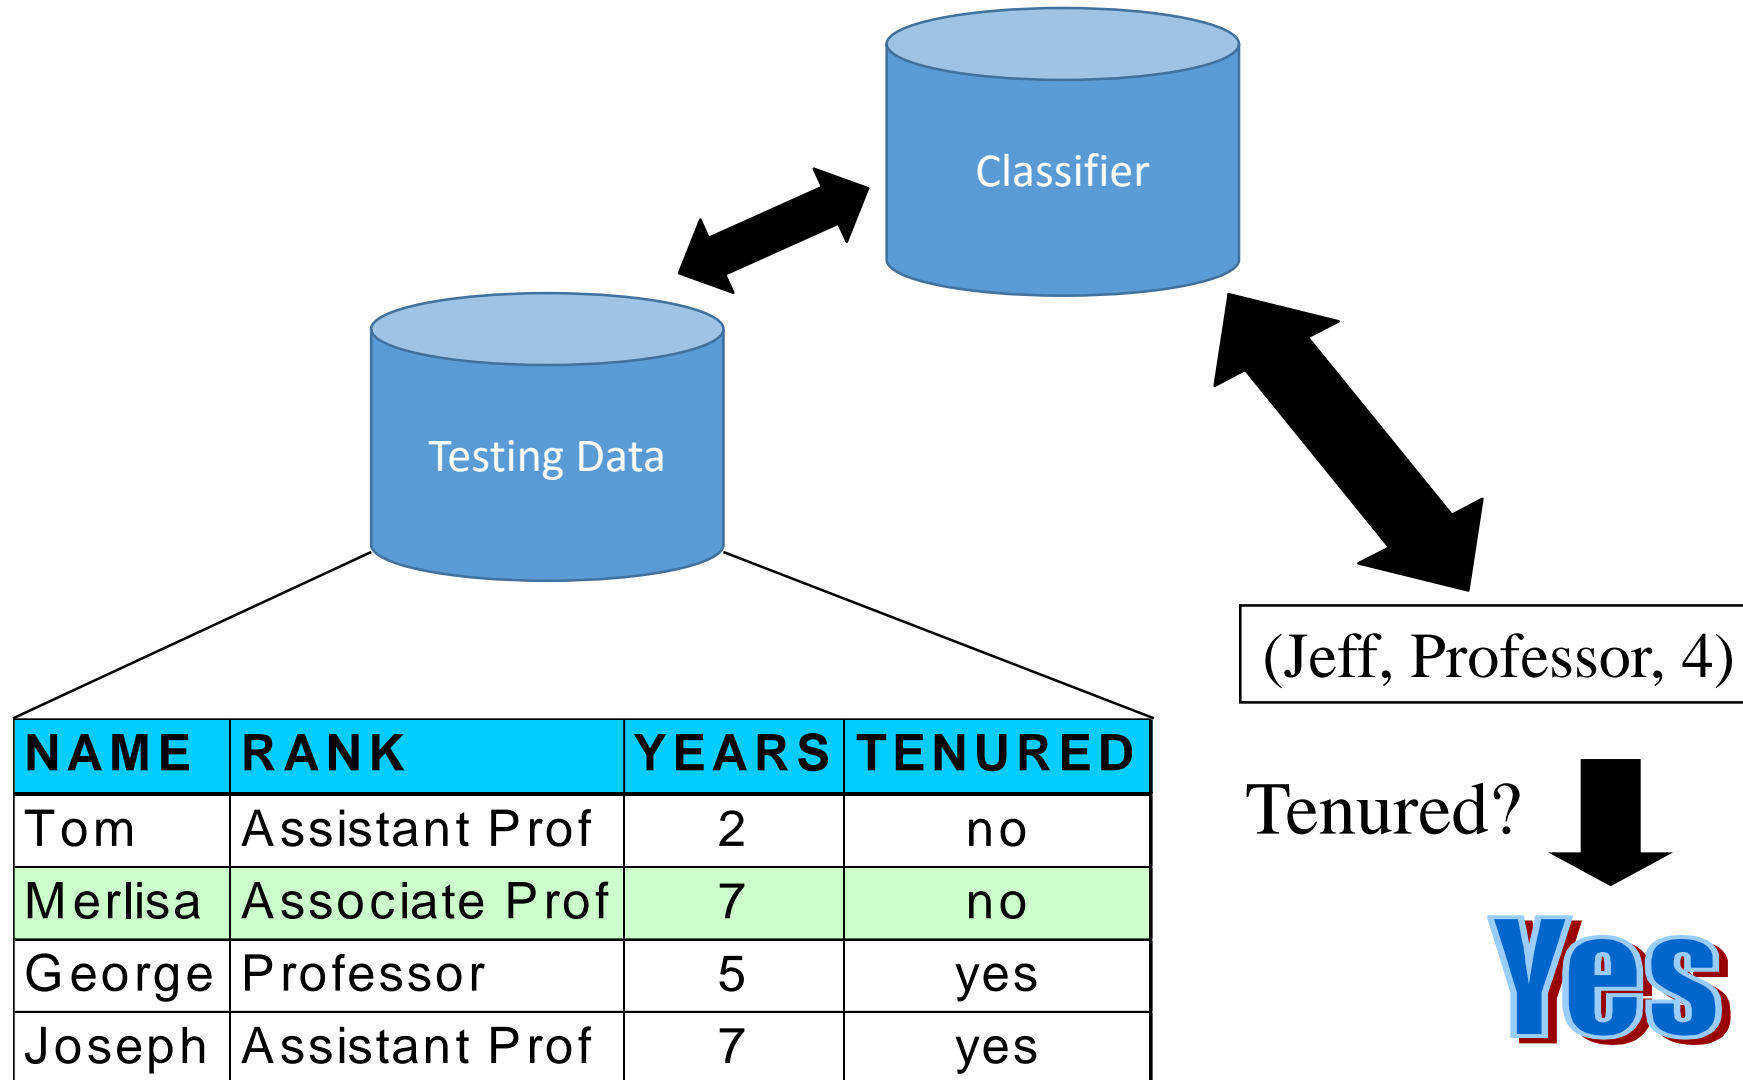 Classifier
Testing Data
(Jeff, Professor, 4)
NAME RANK YEARS TENURED
Tom Assistant Prof 2 no
Merlisa Associate Prof 7 no
George Professor 5 yes
Joseph Assistant Prof 7 yes
Tenured?
Yes